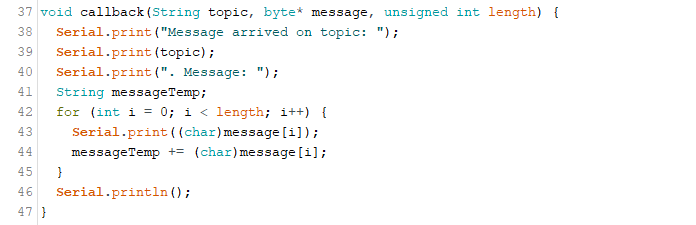 37 void callback(String topic, byte* message, unsigned int length) {
38   Serial.print("Message arrived on topic: ");
39   Serial.print(topic);
40   Serial.print(". Message: ");
41   String messageTemp;
42   for (int i = 0; i < length; i++) {
43     Serial.print((char)message[i]);
44     messageTemp += (char)message[i];
45   }
46   Serial.println();
47 }